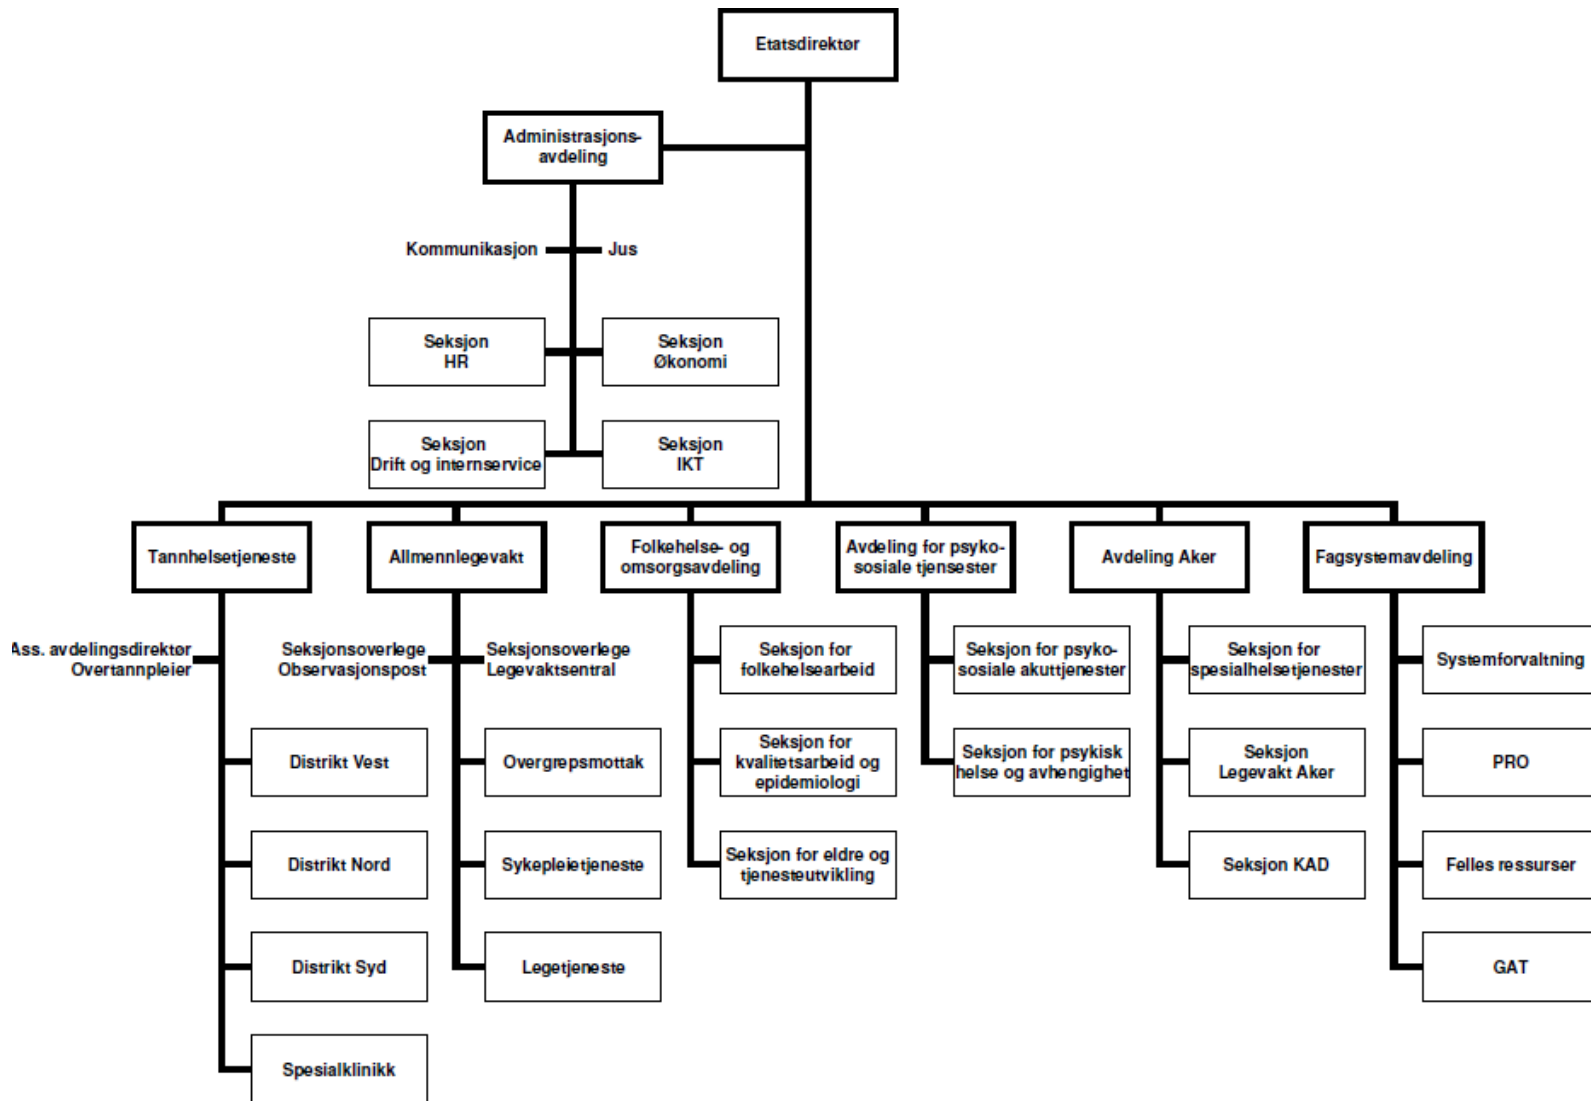 Etatsdirektør
Administrasjons-
avdeling
Kommunikasjon
Jus
Seksjon
HR
Seksjon
Økonomi
Seksjon
Drift og internservice
Seksjon
IKT
Tannhelsetjeneste
Allmennlegevakt
Folkehelse- og
omsorgsavdeling
Avdeling for psyko-
sosiale tjensester
Avdeling Aker
Fagsystemavdeling
Ass. avdelingsdirektør
Overtannpleier
Distrikt Vest
Distrikt Nord
Distrikt Syd
Spesialklinikk
Seksjonsoverlege
Observasjonspost
Seksjonsoverlege
Legevaktsentral
Overgrepsmottak
Sykepleietjeneste
Legetjeneste
Seksjon for
folkehelsearbeid
Seksjon for
kvalitetsarbeid og
epidemiologi
Seksjon for eldre og
tjenesteutvikling
Seksjon for psyko-
sosiale akuttjenester
Seksjon for psykisk
helse og avhengighet
Seksjon for
spesialhelsetjenester
Seksjon
Legevakt Aker
Seksjon KAD
Systemforvaltning
PRO
Felles ressurser
GAT